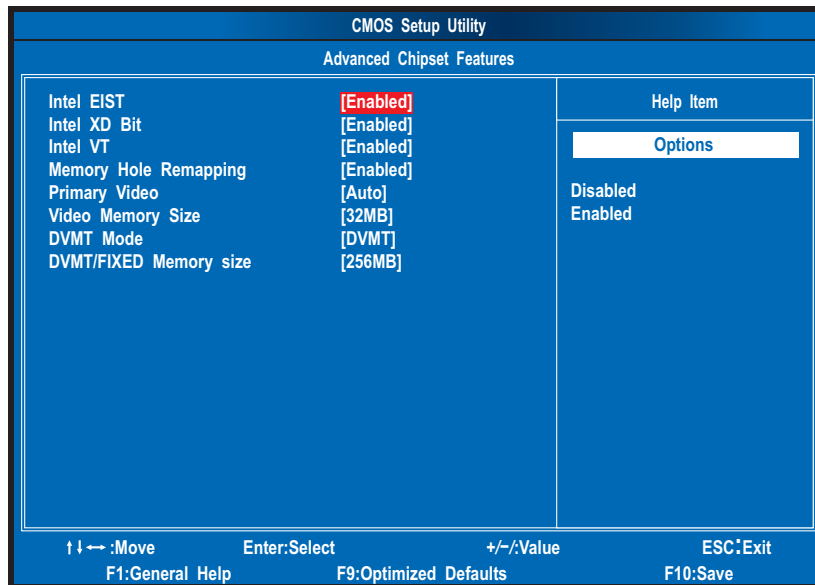 CMOS Setup Utility
Advanced Chipset Features
Intel EIST [Enabled]
Intel XD Bit [Enabled]
Intel VT [Enabled]
Memory Hole Remapping [Enabled]
Primary Video [Auto]
Video Memory Size [32MB]
DVMT Mode [DVMT]
DVMT/FIXED Memory size [256MB]
Help Item
Options
Disabled
Enabled
↑↓↔:Move Enter:Select +/−/:Value ESC:Exit
F1:General Help F9:Optimized Defaults F10:Save